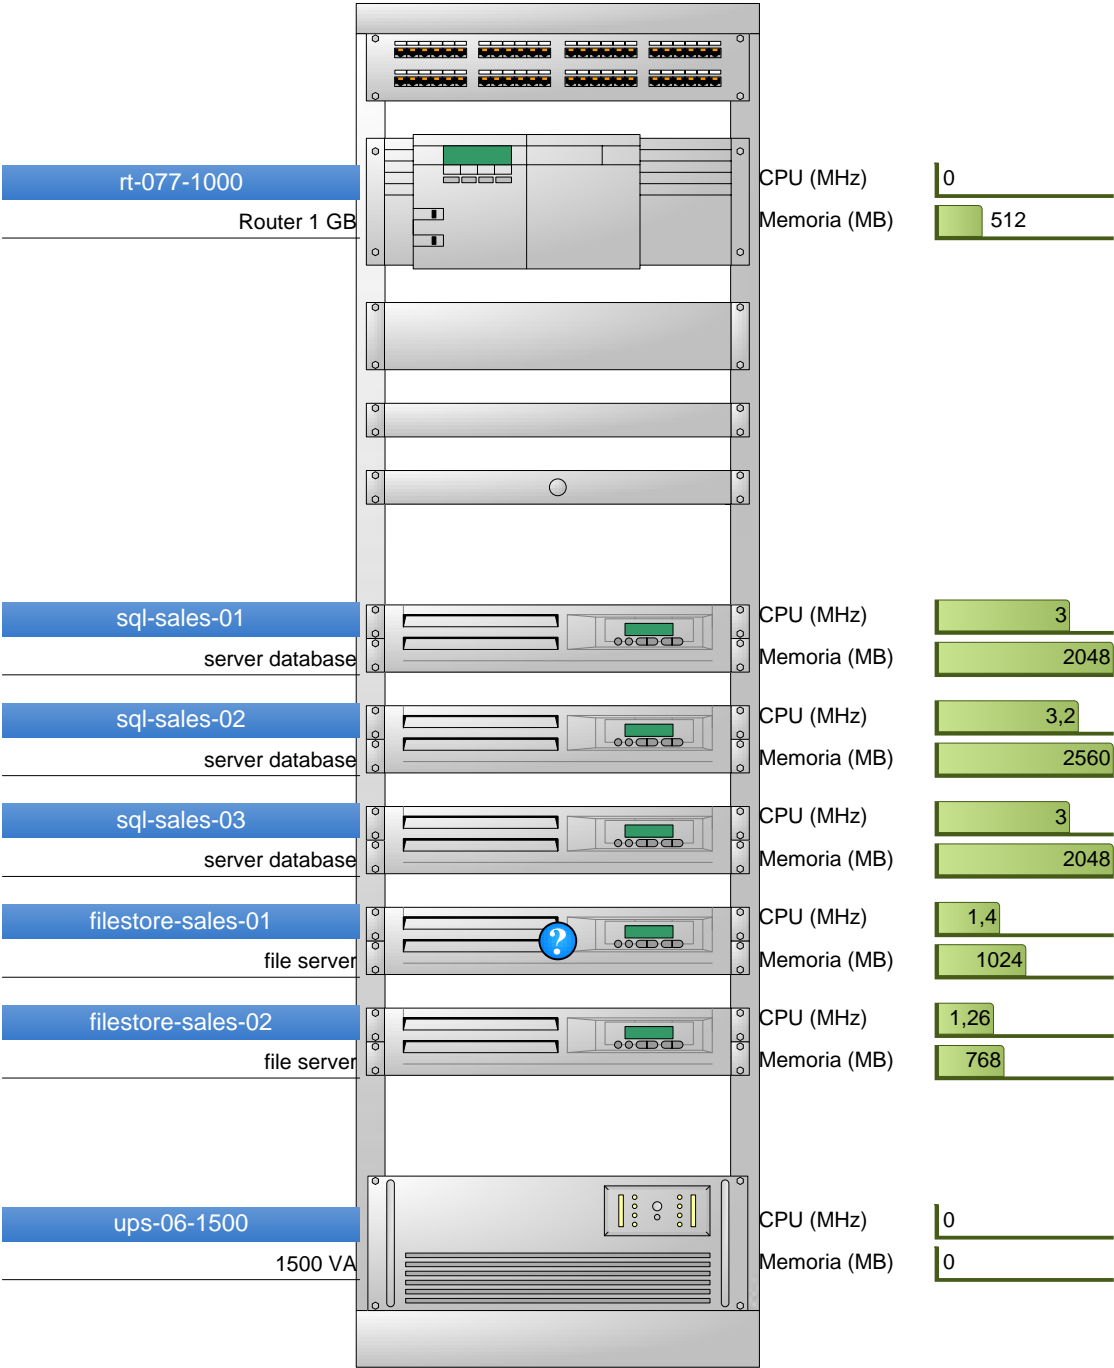 rt-077-1000
Router 1 GB
CPU (MHz) 0
Memoria (MB) 512
sql-sales-01
server database
CPU (MHz) 3
Memoria (MB) 2048
sql-sales-02
server database
CPU (MHz) 3,2
Memoria (MB) 2560
sql-sales-03
server database
CPU (MHz) 3
Memoria (MB) 2048
filestore-sales-01
file server
?
CPU (MHz) 1,4
Memoria (MB) 1024
filestore-sales-02
file server
CPU (MHz) 1,26
Memoria (MB) 768
ups-06-1500
1500 VA
CPU (MHz) 0
Memoria (MB) 0